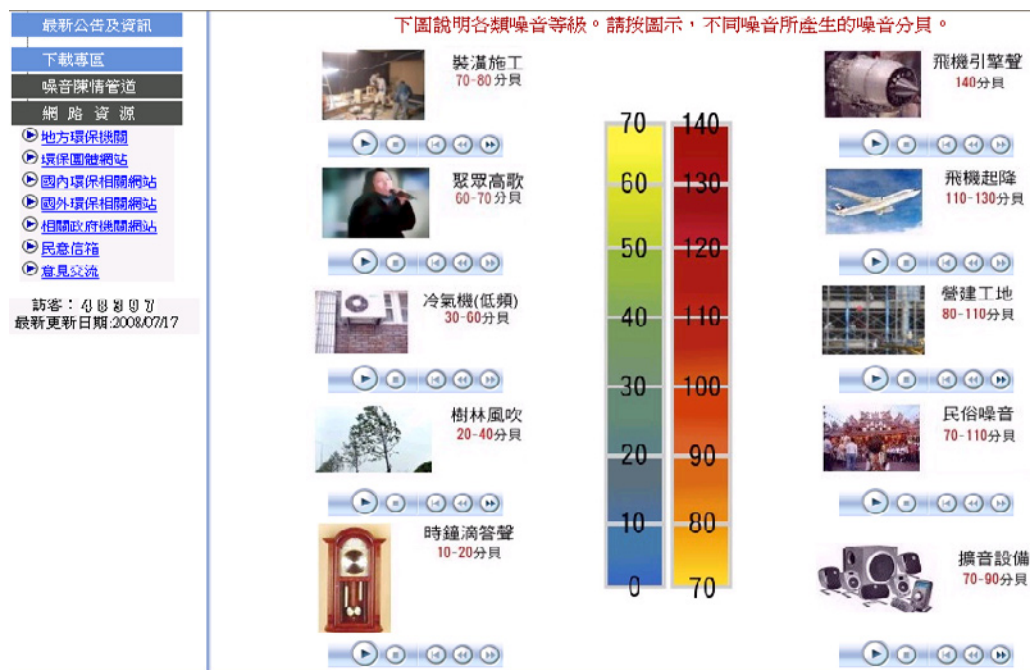 最新公告及資訊
下載專區
噪音陳情管道
網路資源
地方環保機關
環保團體網站
國內環保相關網站
國外環保相關網站
相關政府機關網站
民意信箱
意見交流
訪客：48897
最新更新日期:2008/07/17
下圖說明各類噪音等級。請按圖示，不同噪音所產生的噪音分貝。
裝潢施工
70-80分貝
聚眾高歌
60-70分貝
冷氣機(低頻)
30-60分貝
樹林風吹
20-40分貝
時鐘滴答聲
10-20分貝
70 140
60 130
50 120
40 110
30 100
20 90
10 80
0 70
飛機引擎聲
140分貝
飛機起降
110-130分貝
營建工地
80-110分貝
民俗噪音
70-110分貝
擴音設備
70-90分貝